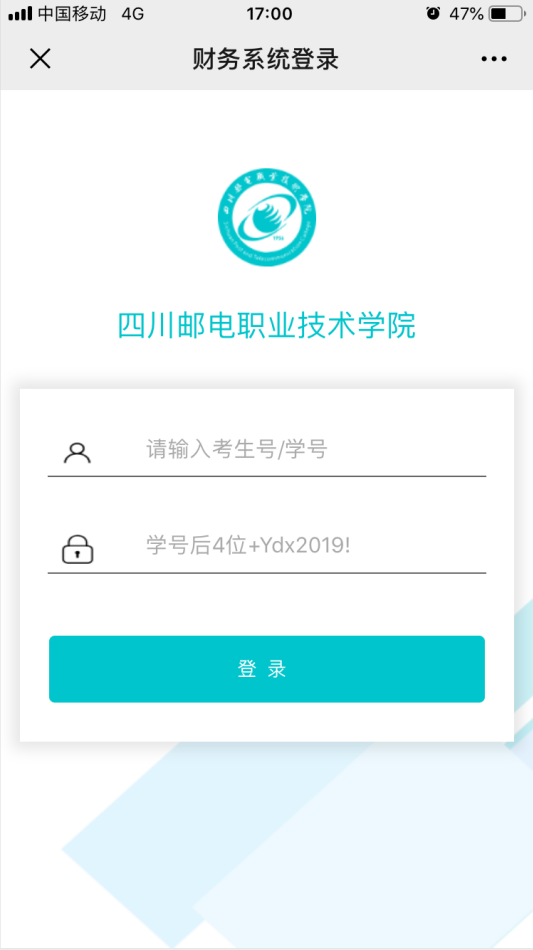 中国移动 4G 17:00 47%
财务系统登录
四川邮电职业技术学院
请输入考生号/学号
学号后4位+Ydx2019!
登 录